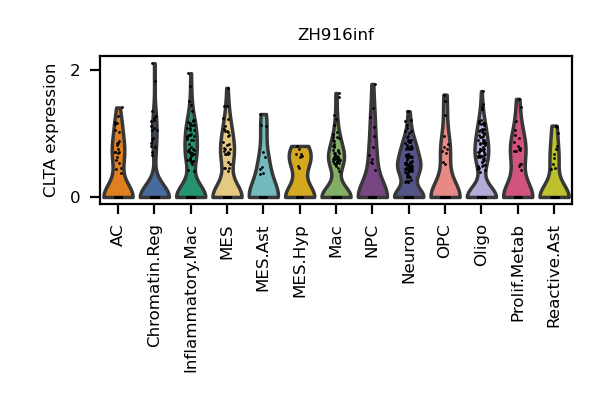 ZH916inf
CLTA expression
2
0
AC
Chromatin.Reg
Inflammatory.Mac
MES
MES.Ast
MES.Hyp
Mac
NPC
Neuron
OPC
Oligo
Prolif.Metab
Reactive.Ast